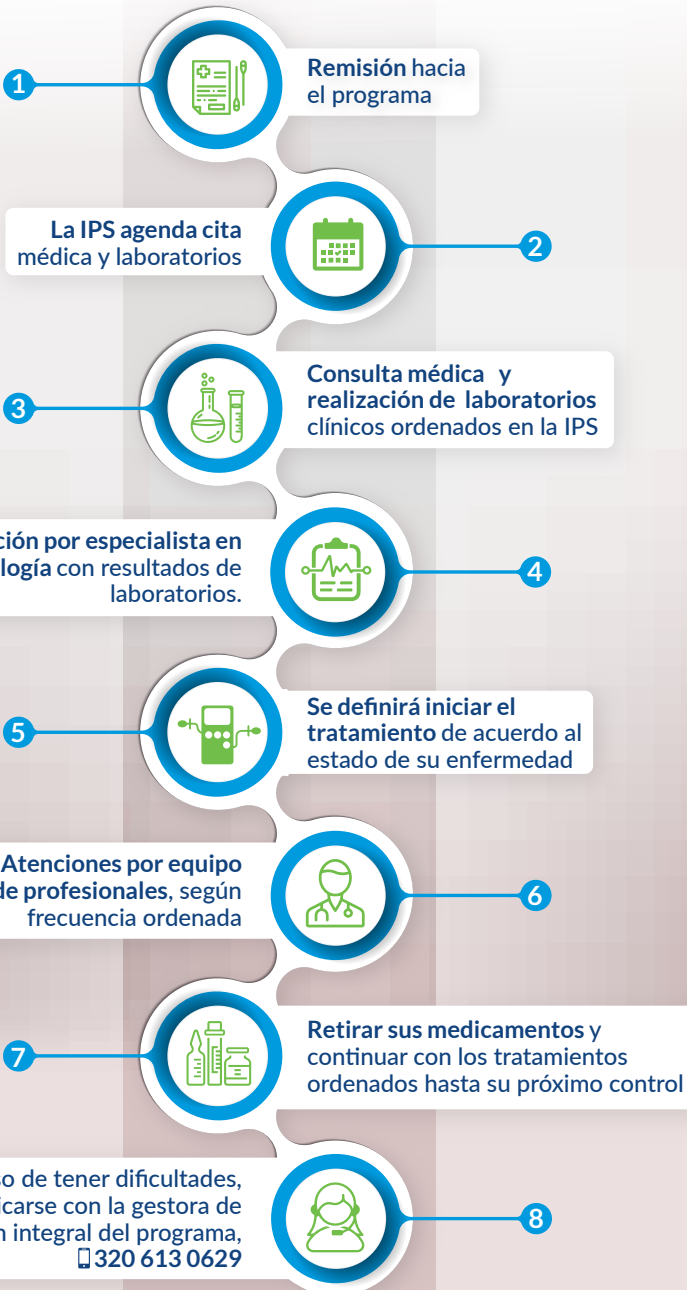 1
Remisión hacia
el programa
La IPS agenda cita
médica y laboratorios
2
3
Consulta médica y
realización de laboratorios
clínicos ordenados en la IPS
por especialista en
con resultados de
laboratorios.
4
5
Se definirá iniciar el
tratamiento de acuerdo al
estado de su enfermedad
Atenciones por equipo
de profesionales, según
frecuencia ordenada
6
7
Retirar sus medicamentos y
continuar con los tratamientos
ordenados hasta su próximo control
de tener dificultades,
con la gestora de
integral del programa,
320 613 0629
8